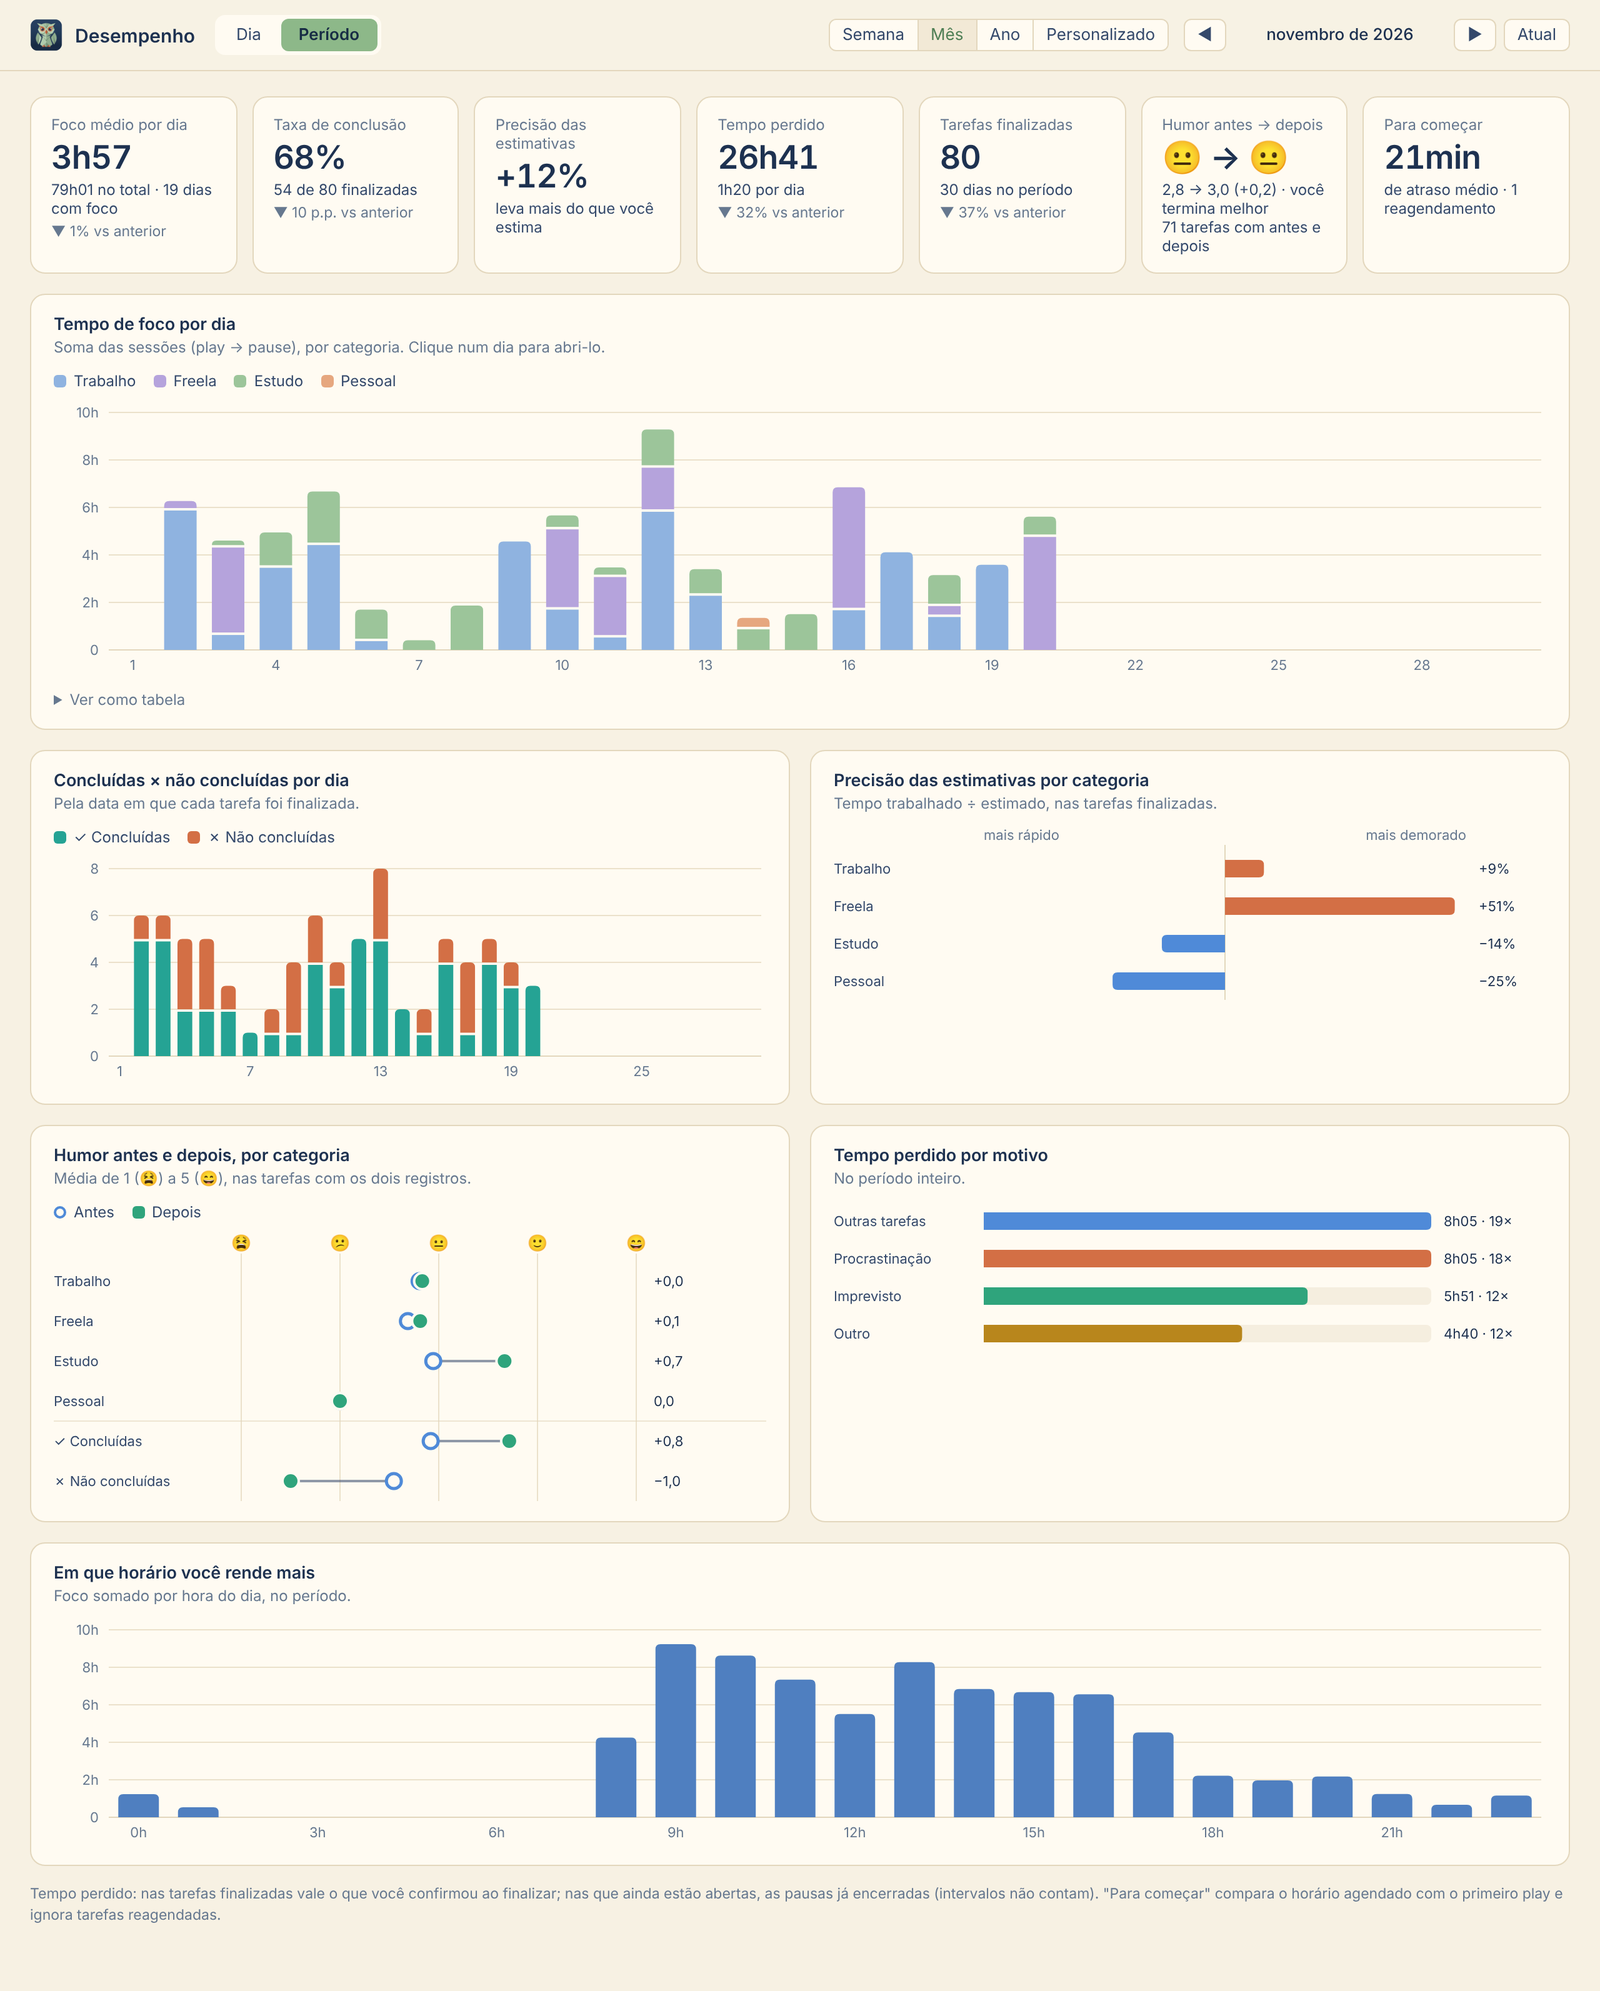 Desempenho
Dia
Período
Semana
Mês
Ano
Personalizado
◀
novembro de 2026
▶
Atual
Foco médio por dia
3h57
79h01 no total · 19 dias
com foco
▼ 1% vs anterior
Taxa de conclusão
68%
54 de 80 finalizadas
▼ 10 p.p. vs anterior
Precisão das
estimativas
+12%
leva mais do que você
estima
Tempo perdido
26h41
1h20 por dia
▼ 32% vs anterior
Tarefas finalizadas
80
30 dias no período
▼ 37% vs anterior
Humor antes → depois
😐 → 😐
2,8 → 3,0 (+0,2) · você
termina melhor
71 tarefas com antes e
depois
Para começar
21min
de atraso médio · 1
reagendamento
Tempo de foco por dia
Soma das sessões (play → pause), por categoria. Clique num dia para abri-lo.
Trabalho Freela Estudo Pessoal
10h
8h
6h
4h
2h
0
1 4 7 10 13 16 19 22 25 28
▶ Ver como tabela
Concluídas × não concluídas por dia
Pela data em que cada tarefa foi finalizada.
✓ Concluídas × Não concluídas
8
6
4
2
0
1 7 13 19 25
Precisão das estimativas por categoria
Tempo trabalhado ÷ estimado, nas tarefas finalizadas.
mais rápido mais demorado
Trabalho +9%
Freela +51%
Estudo −14%
Pessoal −25%
Humor antes e depois, por categoria
Média de 1 (😫) a 5 (😄), nas tarefas com os dois registros.
Antes Depois
😫 😕 😐 🙂 😄
Trabalho +0,0
Freela +0,1
Estudo +0,7
Pessoal 0,0
✓ Concluídas +0,8
× Não concluídas −1,0
Tempo perdido por motivo
No período inteiro.
Outras tarefas 8h05 · 19×
Procrastinação 8h05 · 18×
Imprevisto 5h51 · 12×
Outro 4h40 · 12×
Em que horário você rende mais
Foco somado por hora do dia, no período.
10h
8h
6h
4h
2h
0
0h 3h 6h 9h 12h 15h 18h 21h
Tempo perdido: nas tarefas finalizadas vale o que você confirmou ao finalizar; nas que ainda estão abertas, as pausas já encerradas (intervalos não contam). "Para começar" compara o horário agendado com o primeiro play e
ignora tarefas reagendadas.